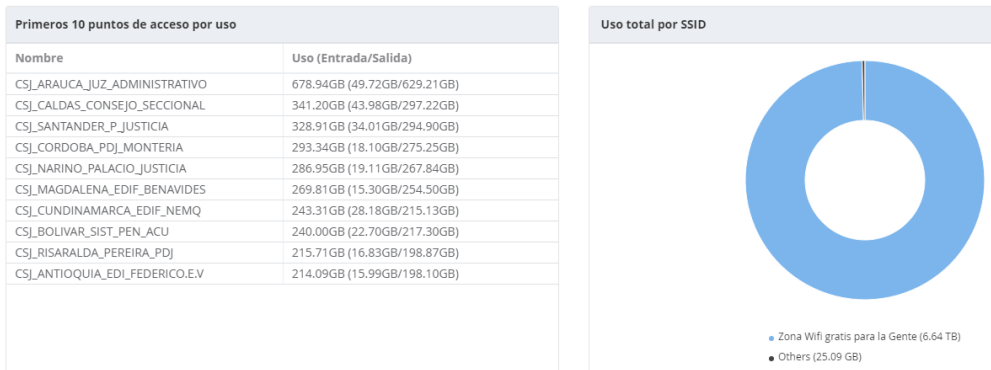 Primeros 10 puntos de acceso por uso
Nombre Uso (Entrada/Salida)
CSJ_ARAUCA_JUZ_ADMINISTRATIVO 678.94GB (49.72GB/629.21GB)
CSJ_CALDAS_CONSEJO_SECCIONAL 341.20GB (43.98GB/297.22GB)
CSJ_SANTANDER_P_JUSTICIA 328.91GB (34.01GB/294.90GB)
CSJ_CORDOBA_PDJ_MONTERIA 293.34GB (18.10GB/275.25GB)
CSJ_NARINO_PALACIO_JUSTICIA 286.95GB (19.11GB/267.84GB)
CSJ_MAGDALENA_EDIF_BENAVIDES 269.81GB (15.30GB/254.50GB)
CSJ_CUNDINAMARCA_EDIF_NEMQ 243.31GB (28.18GB/215.13GB)
CSJ_BOLIVAR_SIST_PEN_ACU 240.00GB (22.70GB/217.30GB)
CSJ_RISARALDA_PEREIRA_PDJ 215.71GB (16.83GB/198.87GB)
CSJ_ANTIOQUIA_EDI_FEDERICO.E.V 214.09GB (15.99GB/198.10GB)
Uso total por SSID
Zona Wifi gratis para la Gente (6.64 TB)
Others (25.09 GB)